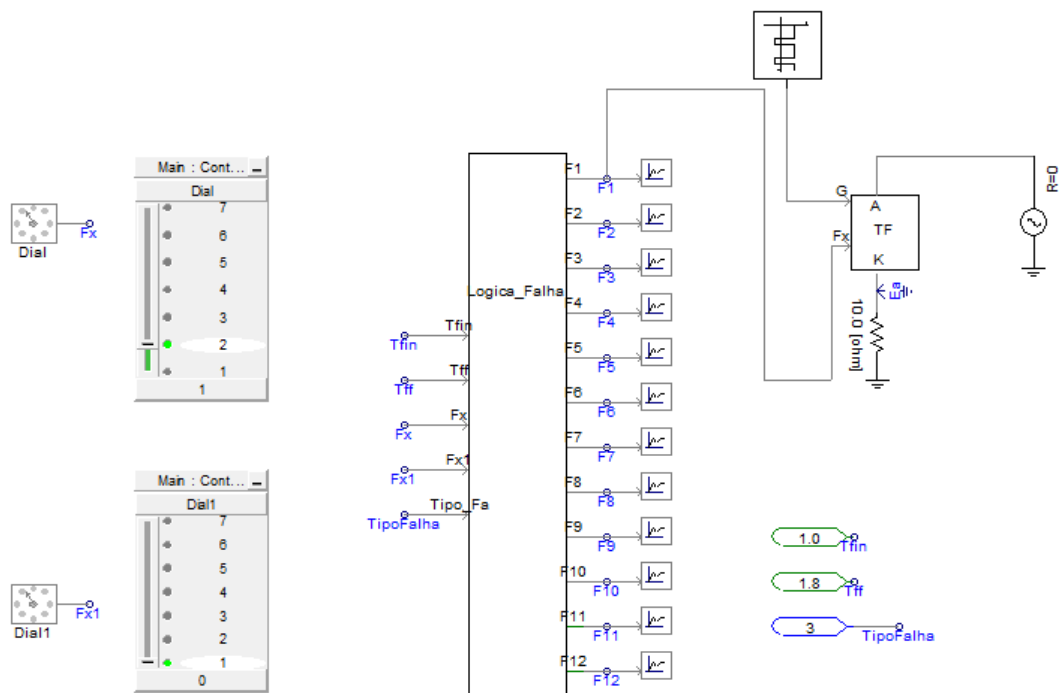 Main : Cont...
Dial
7
6
5
4
3
2
1
1
Dial
Fx
Main : Cont...
Dial1
7
6
5
4
3
2
1
0
Dial1
Fx1
Logica_Falha
Tfin
Tfin
Tff
Tff
Fx
Fx
Fx1
Fx1
Tipo_Fa
TipoFalha
F1
F1
F2
F2
F3
F3
F4
F4
F5
F5
F6
F6
F7
F7
F8
F8
F9
F9
F10
F10
F11
F11
F12
F12
G
A
Fx
TF
K
Ea
10.0 [ohm]
R=0
1.0
Tfin
1.8
Tff
3
TipoFalha